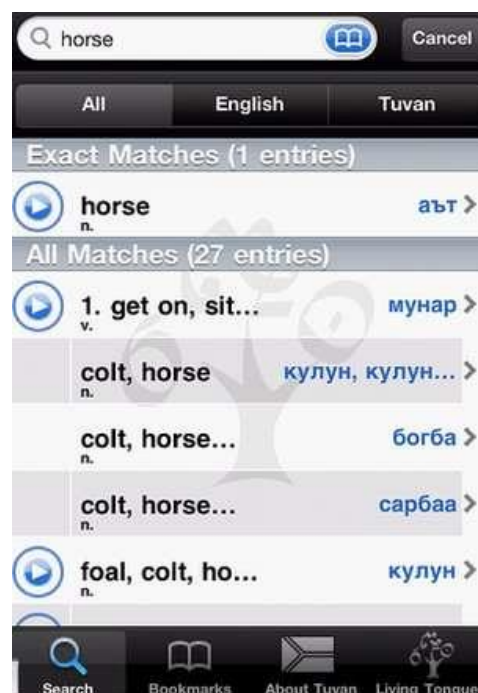 horse
Cancel
All English Tuvan
Exact Matches (1 entries)
horse аът
n.
All Matches (27 entries)
1. get on, sit... мунар
v.
colt, horse кулун, кулун...
n.
colt, horse... богба
n.
colt, horse... сарбаа
n.
foal, colt, ho... кулун
n.
Search Bookmarks About Tuvan Living Tongue